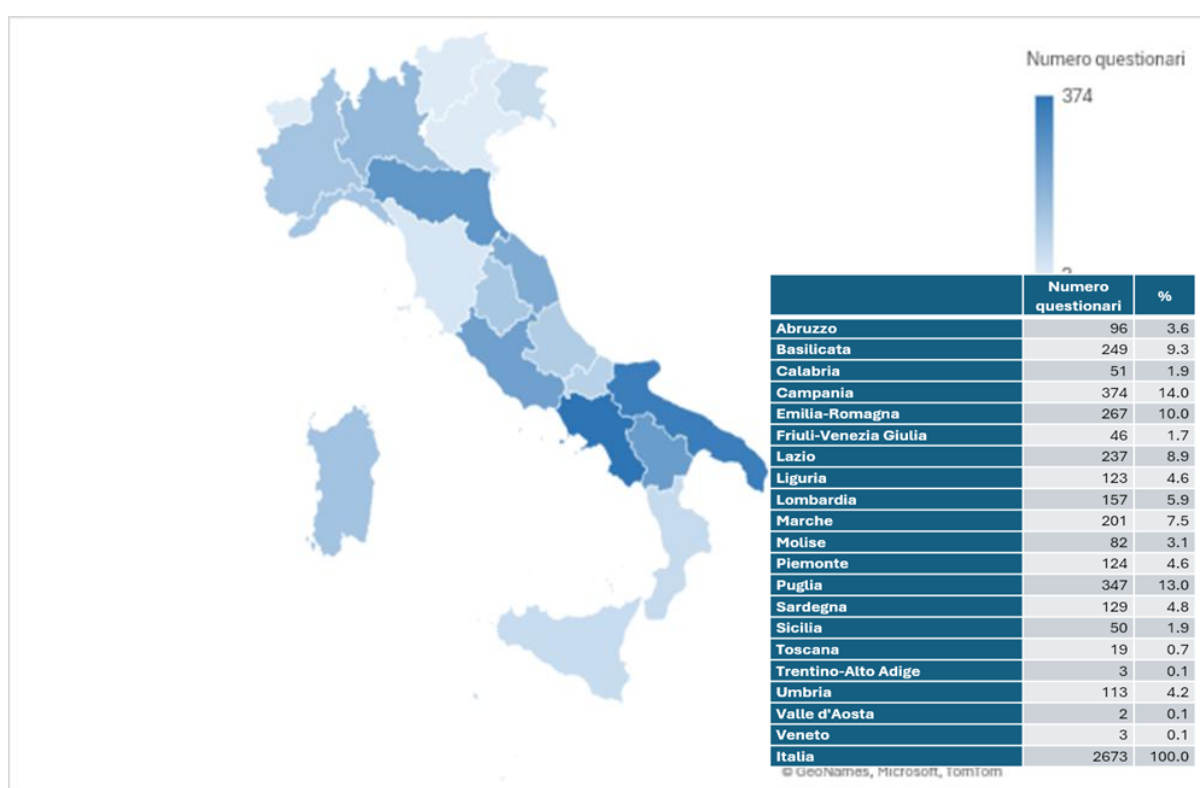 Numero questionari
374
Numero questionari %
Abruzzo 96 3.6
Basilicata 249 9.3
Calabria 51 1.9
Campania 374 14.0
Emilia-Romagna 267 10.0
Friuli-Venezia Giulia 46 1.7
Lazio 237 8.9
Liguria 123 4.6
Lombardia 157 5.9
Marche 201 7.5
Molise 82 3.1
Piemonte 124 4.6
Puglia 347 13.0
Sardegna 129 4.8
Sicilia 50 1.9
Toscana 19 0.7
Trentino-Alto Adige 3 0.1
Umbria 113 4.2
Valle d'Aosta 2 0.1
Veneto 3 0.1
Italia 2673 100.0
© GeoNames, Microsoft, TomTom